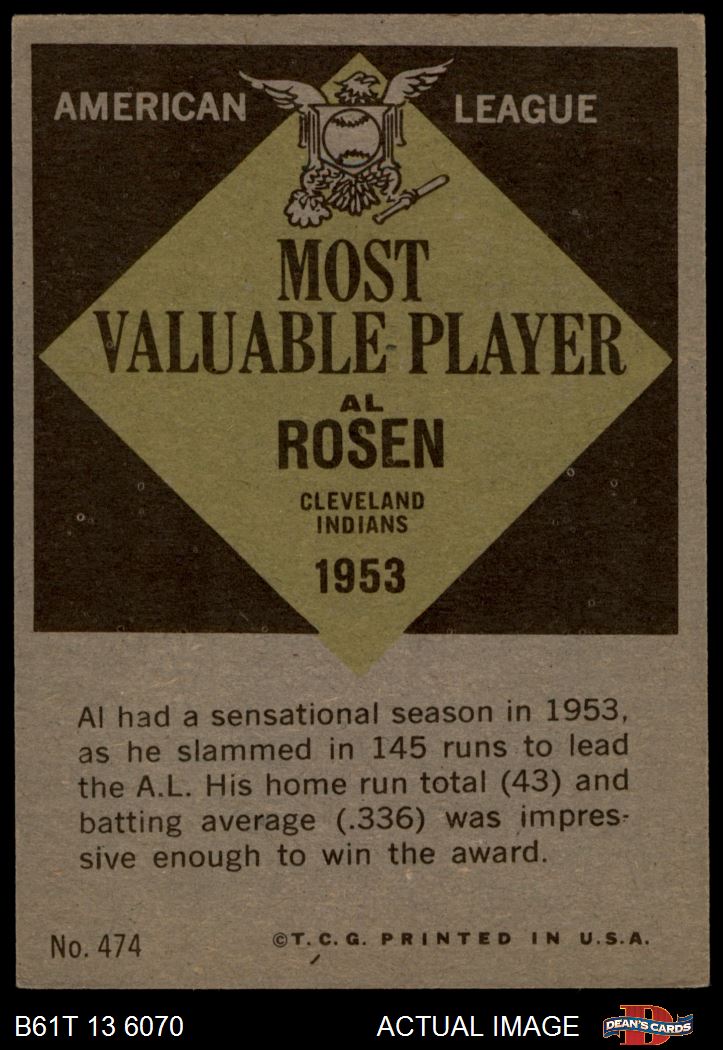 AMERICAN LEAGUE
MOST
VALUABLE PLAYER
AL
ROSEN
CLEVELAND
INDIANS
1953
Al had a sensational season in 1953,
as he slammed in 145 runs to lead
the A.L. His home run total (43) and
batting average (.336) was impres-
sive enough to win the award.
No. 474 ©T.C.G. PRINTED IN U.S.A.
B61T 13 6070 ACTUAL IMAGE D DEAN'S CARDS